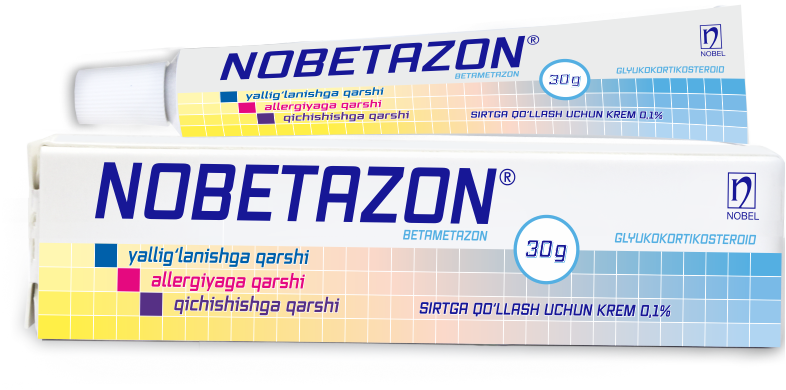 NOBETAZON®
BETAMETAZON
30g
GLYUKOKORTIKOSTEROID
NOBEL
yallig‘lanishga qarshi
allergiyaga qarshi
qichishishga qarshi
SIRTGA QO‘LLASH UCHUN KREM 0,1%
NOBETAZON®
BETAMETAZON
30g
GLYUKOKORTIKOSTEROID
NOBEL
yallig‘lanishga qarshi
allergiyaga qarshi
qichishishga qarshi
SIRTGA QO‘LLASH UCHUN KREM 0,1%